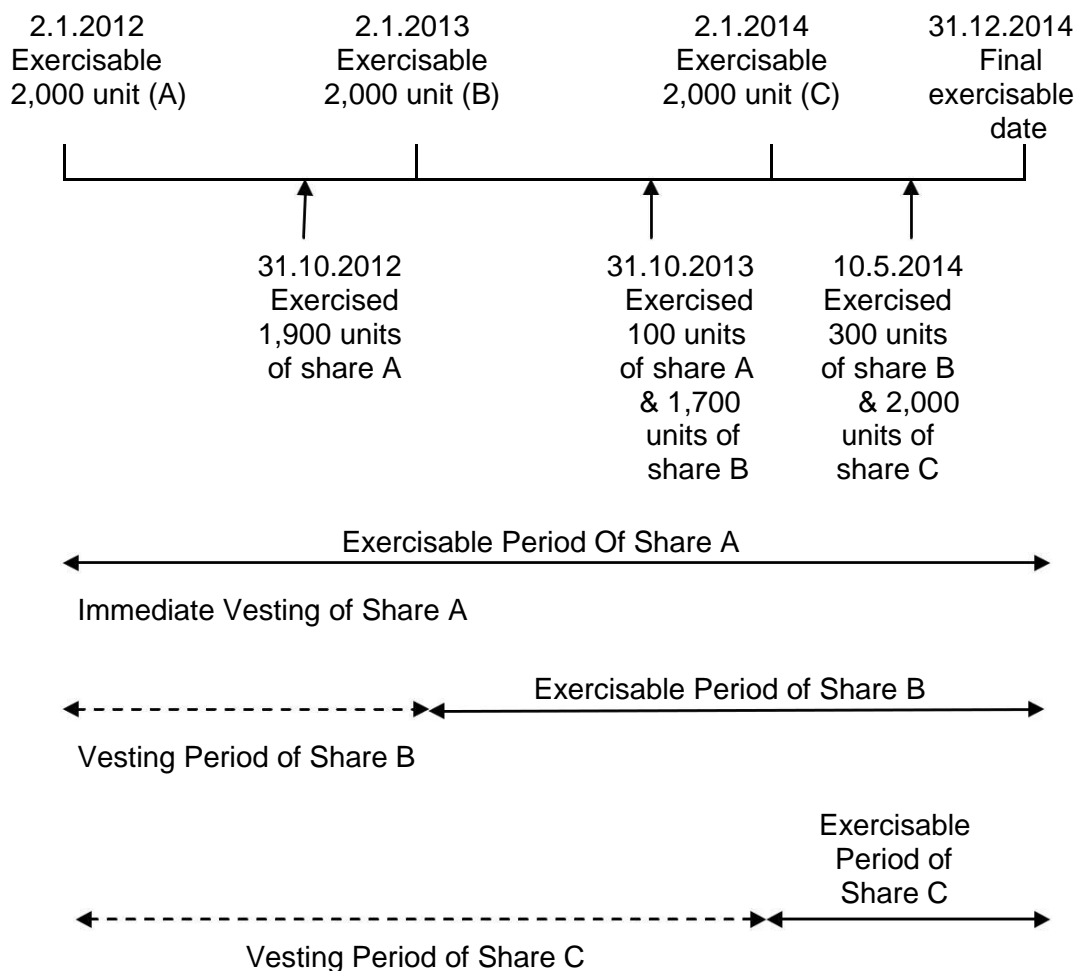 2.1.2012
Exercisable
2,000 unit (A)
2.1.2013
Exercisable
2,000 unit (B)
2.1.2014
Exercisable
2,000 unit (C)
31.12.2014
Final
exercisable
date
31.10.2012
Exercised
1,900 units
of share A
31.10.2013
Exercised
100 units
of share A
& 1,700
units of
share B
10.5.2014
Exercised
300 units
of share B
& 2,000
units of
share C
Exercisable Period Of Share A
Immediate Vesting of Share A
Exercisable Period of Share B
Vesting Period of Share B
Exercisable
Period of
Share C
Vesting Period of Share C